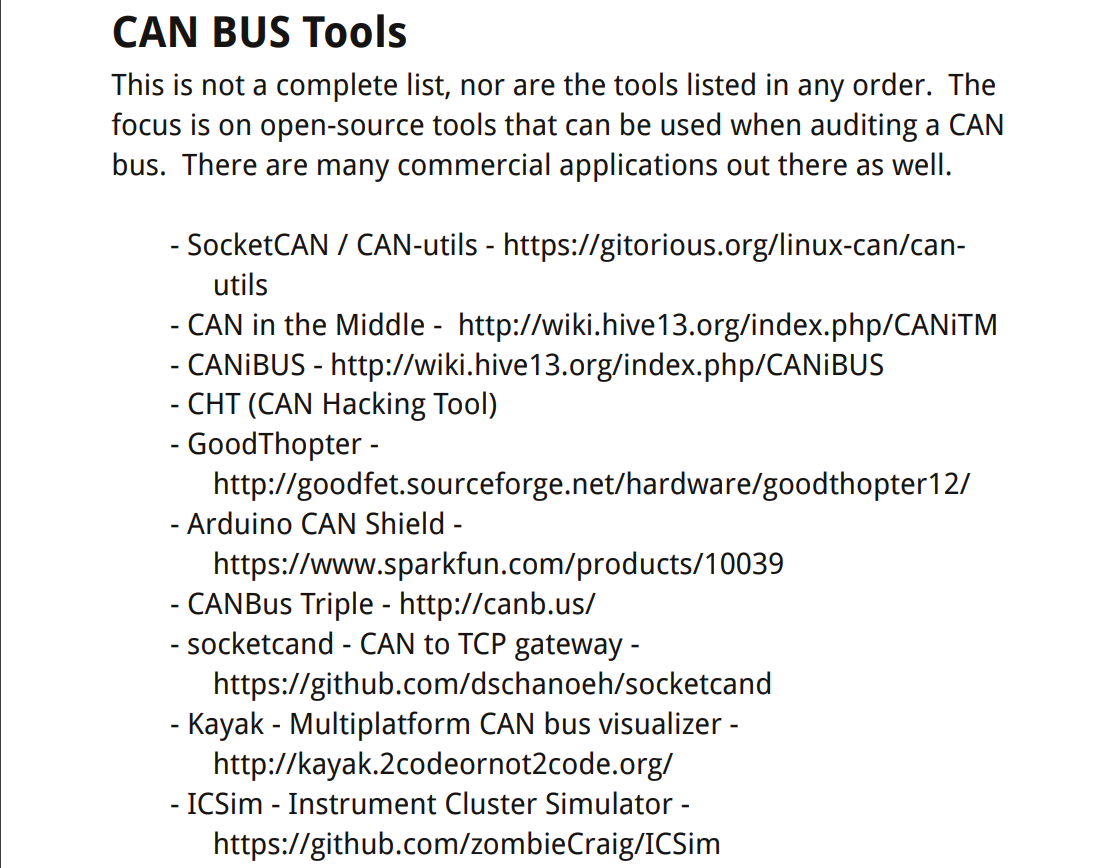 CAN BUS Tools
This is not a complete list, nor are the tools listed in any order.  The
focus is on open-source tools that can be used when auditing a CAN
bus.  There are many commercial applications out there as well.
- SocketCAN / CAN-utils - https://gitorious.org/linux-can/can-
utils
- CAN in the Middle -  http://wiki.hive13.org/index.php/CANiTM
- CANiBUS - http://wiki.hive13.org/index.php/CANiBUS
- CHT (CAN Hacking Tool)
- GoodThopter -
http://goodfet.sourceforge.net/hardware/goodthopter12/
- Arduino CAN Shield -
https://www.sparkfun.com/products/10039
- CANBus Triple - http://canb.us/
- socketcand - CAN to TCP gateway -
https://github.com/dschanoeh/socketcand
- Kayak - Multiplatform CAN bus visualizer -
http://kayak.2codeornot2code.org/
- ICSim - Instrument Cluster Simulator -
https://github.com/zombieCraig/ICSim